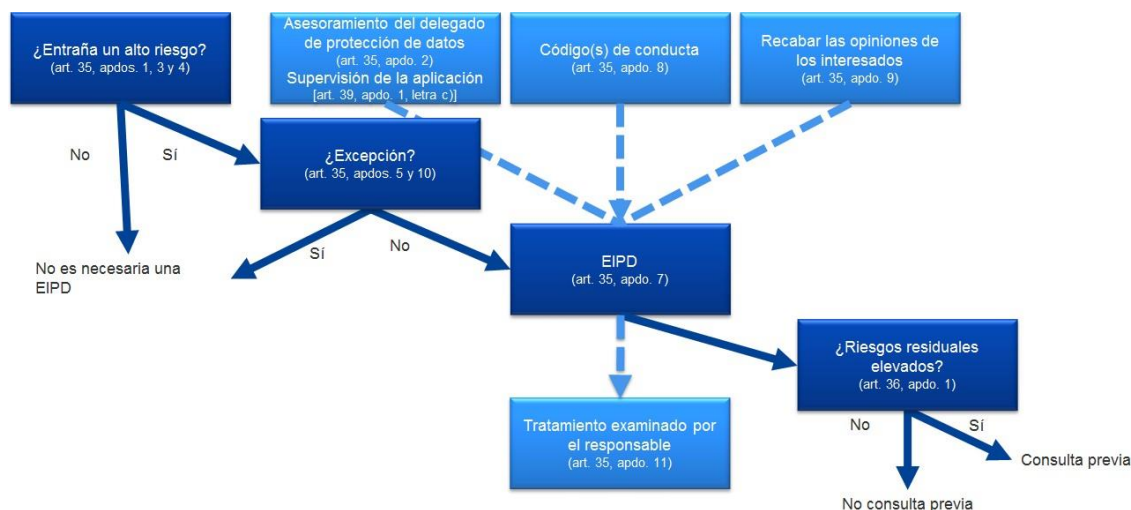 ¿Entraña un alto riesgo?
(art. 35, apdos. 1, 3 y 4)
Asesoramiento del delegado
de protección de datos
(art. 35, apdo. 2)
Supervisión de la aplicación
[art. 39, apdo. 1, letra c)]
Código(s) de conducta
(art. 35, apdo. 8)
Recabar las opiniones de
los interesados
(art. 35, apdo. 9)
No
Sí
¿Excepción?
(art. 35, apdos. 5 y 10)
Sí
No
No es necesaria una
EIPD
EIPD
(art. 35, apdo. 7)
¿Riesgos residuales
elevados?
(art. 36, apdo. 1)
Tratamiento examinado por
el responsable
(art. 35, apdo. 11)
No
Sí
Consulta previa
No consulta previa